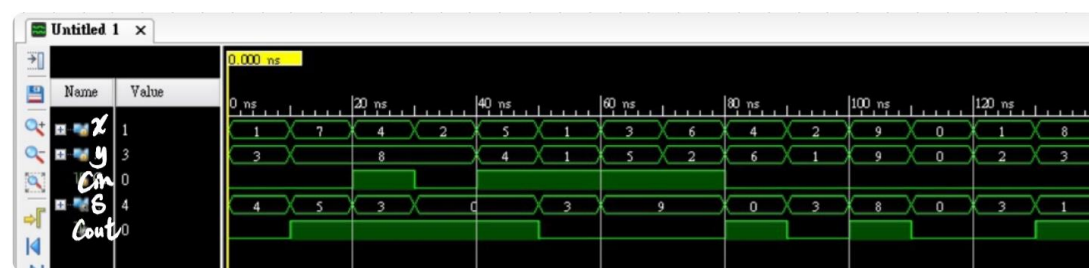 Untitled 1 ×
0.000 ns
Name Value
0 ns 20 ns 40 ns 60 ns 80 ns 100 ns 120 ns
x 1 1 7 4 2 5 1 3 6 4 2 9 0 1 8
y 3 3 8 4 1 5 2 6 1 9 0 2 3
Cin 0
S 4 4 5 3 0 3 9 0 3 8 0 3 1
Cout 0